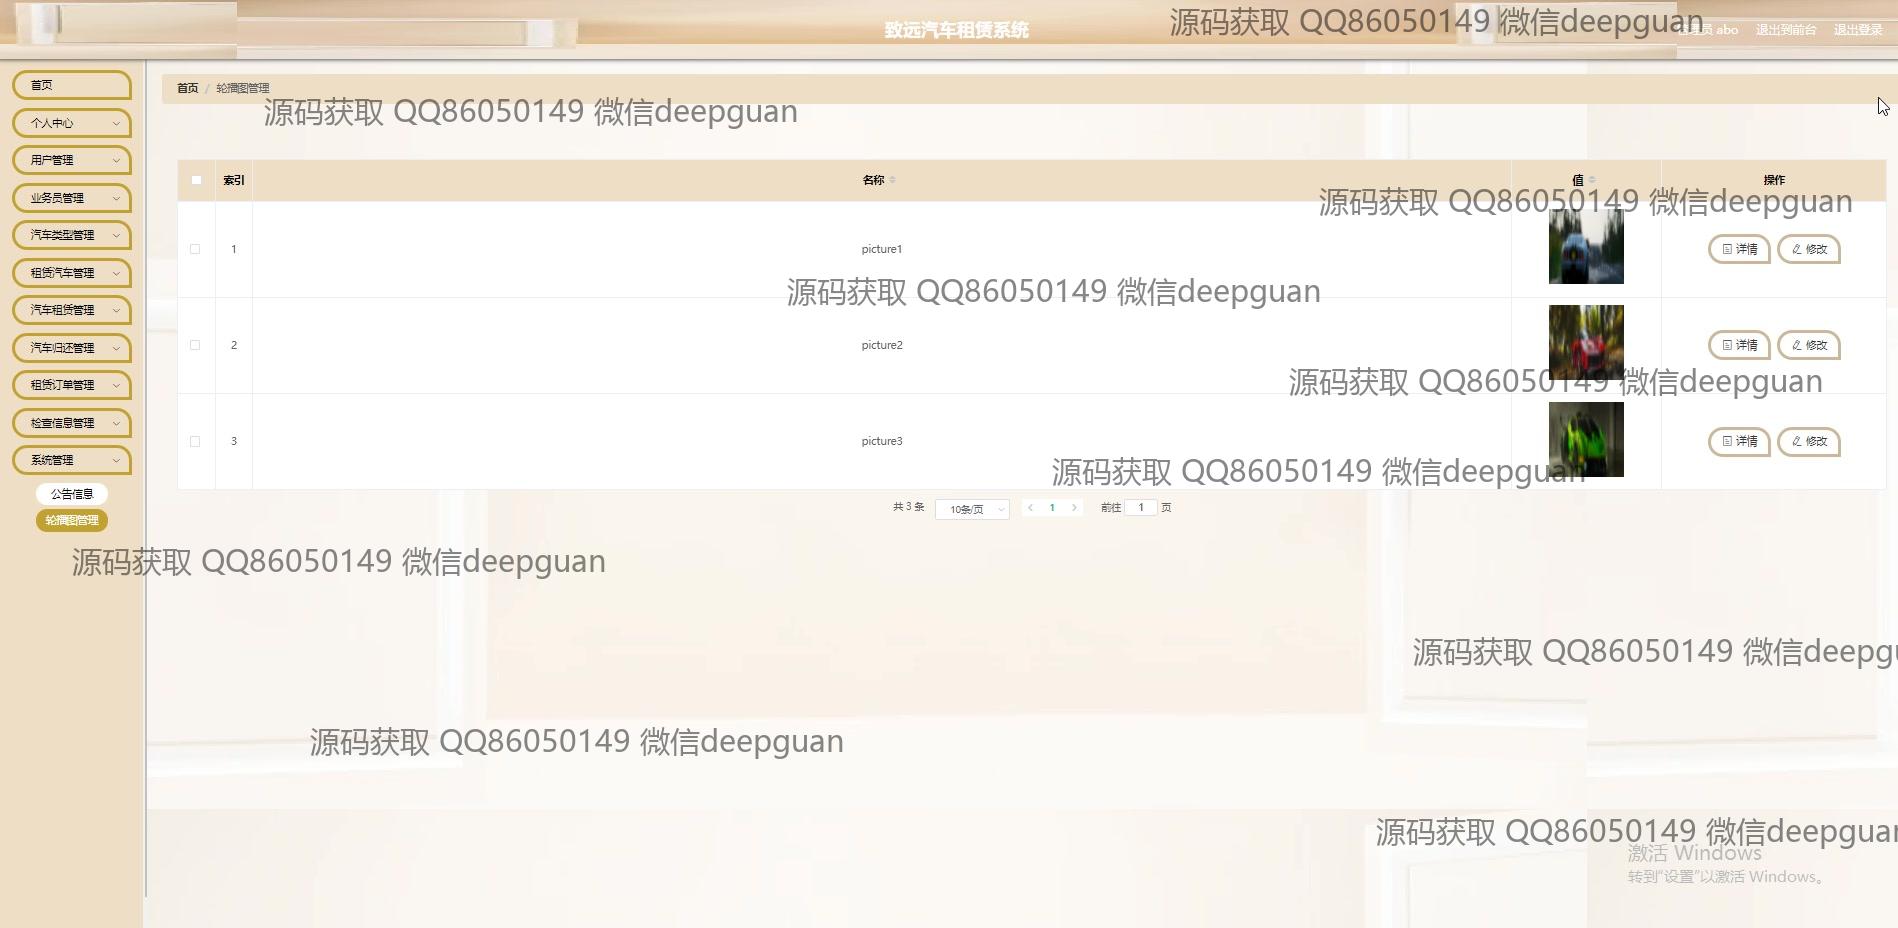 致远汽车租赁系统
源码获取 QQ86050149 微信deepguan
abo 退出到前台 退出登录
首页
首页 / 轮播图管理
源码获取 QQ86050149 微信deepguan
个人中心
用户管理
索引 名称 值 操作
业务员管理
源码获取 QQ86050149 微信deepguan
汽车类型管理
1 picture1 详情 修改
租赁汽车管理
源码获取 QQ86050149 微信deepguan
汽车租赁管理
汽车归还管理
2 picture2 详情 修改
租赁订单管理
源码获取 QQ86050149 微信deepguan
检查信息管理
3 picture3 详情 修改
系统管理
源码获取 QQ86050149 微信deepguan
公告信息
共 3 条 10条/页 1 前往 1 页
轮播图管理
源码获取 QQ86050149 微信deepguan
源码获取 QQ86050149 微信deepgu
源码获取 QQ86050149 微信deepguan
源码获取 QQ86050149 微信deepguan
激活 Windows
转到“设置”以激活 Windows。